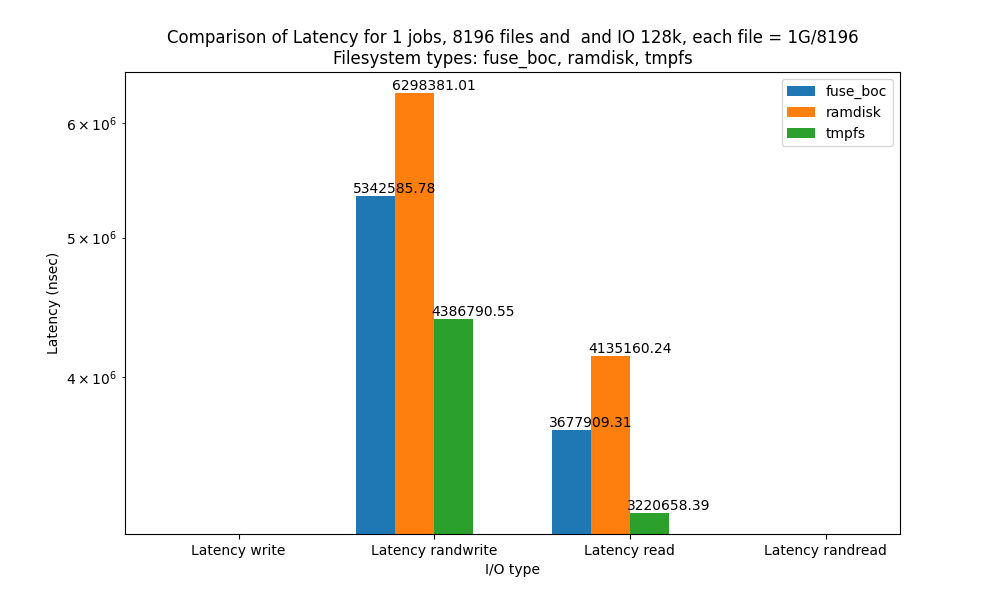 Comparison of Latency for 1 jobs, 8196 files and  and IO 128k, each file = 1G/8196
Filesystem types: fuse_boc, ramdisk, tmpfs
fuse_boc
ramdisk
tmpfs
6298381.01
5342585.78
4386790.55
4135160.24
3677909.31
3220658.39
6 × 10⁶
5 × 10⁶
4 × 10⁶
Latency (nsec)
Latency write
Latency randwrite
Latency read
Latency randread
I/O type